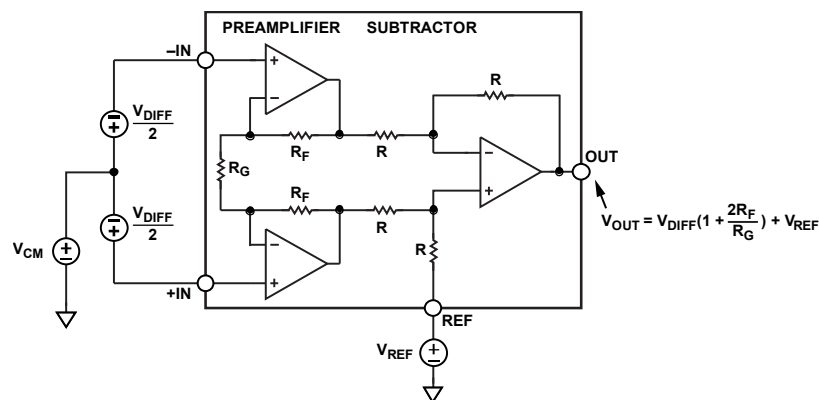 PREAMPLIFIER SUBTRACTOR
–IN
R
V_DIFF
2
R_F
R
OUT
R_G
R_F
R
V_OUT = V_DIFF(1 + 2R_F/R_G) + V_REF
V_DIFF
2
V_CM
R
+IN
REF
V_REF